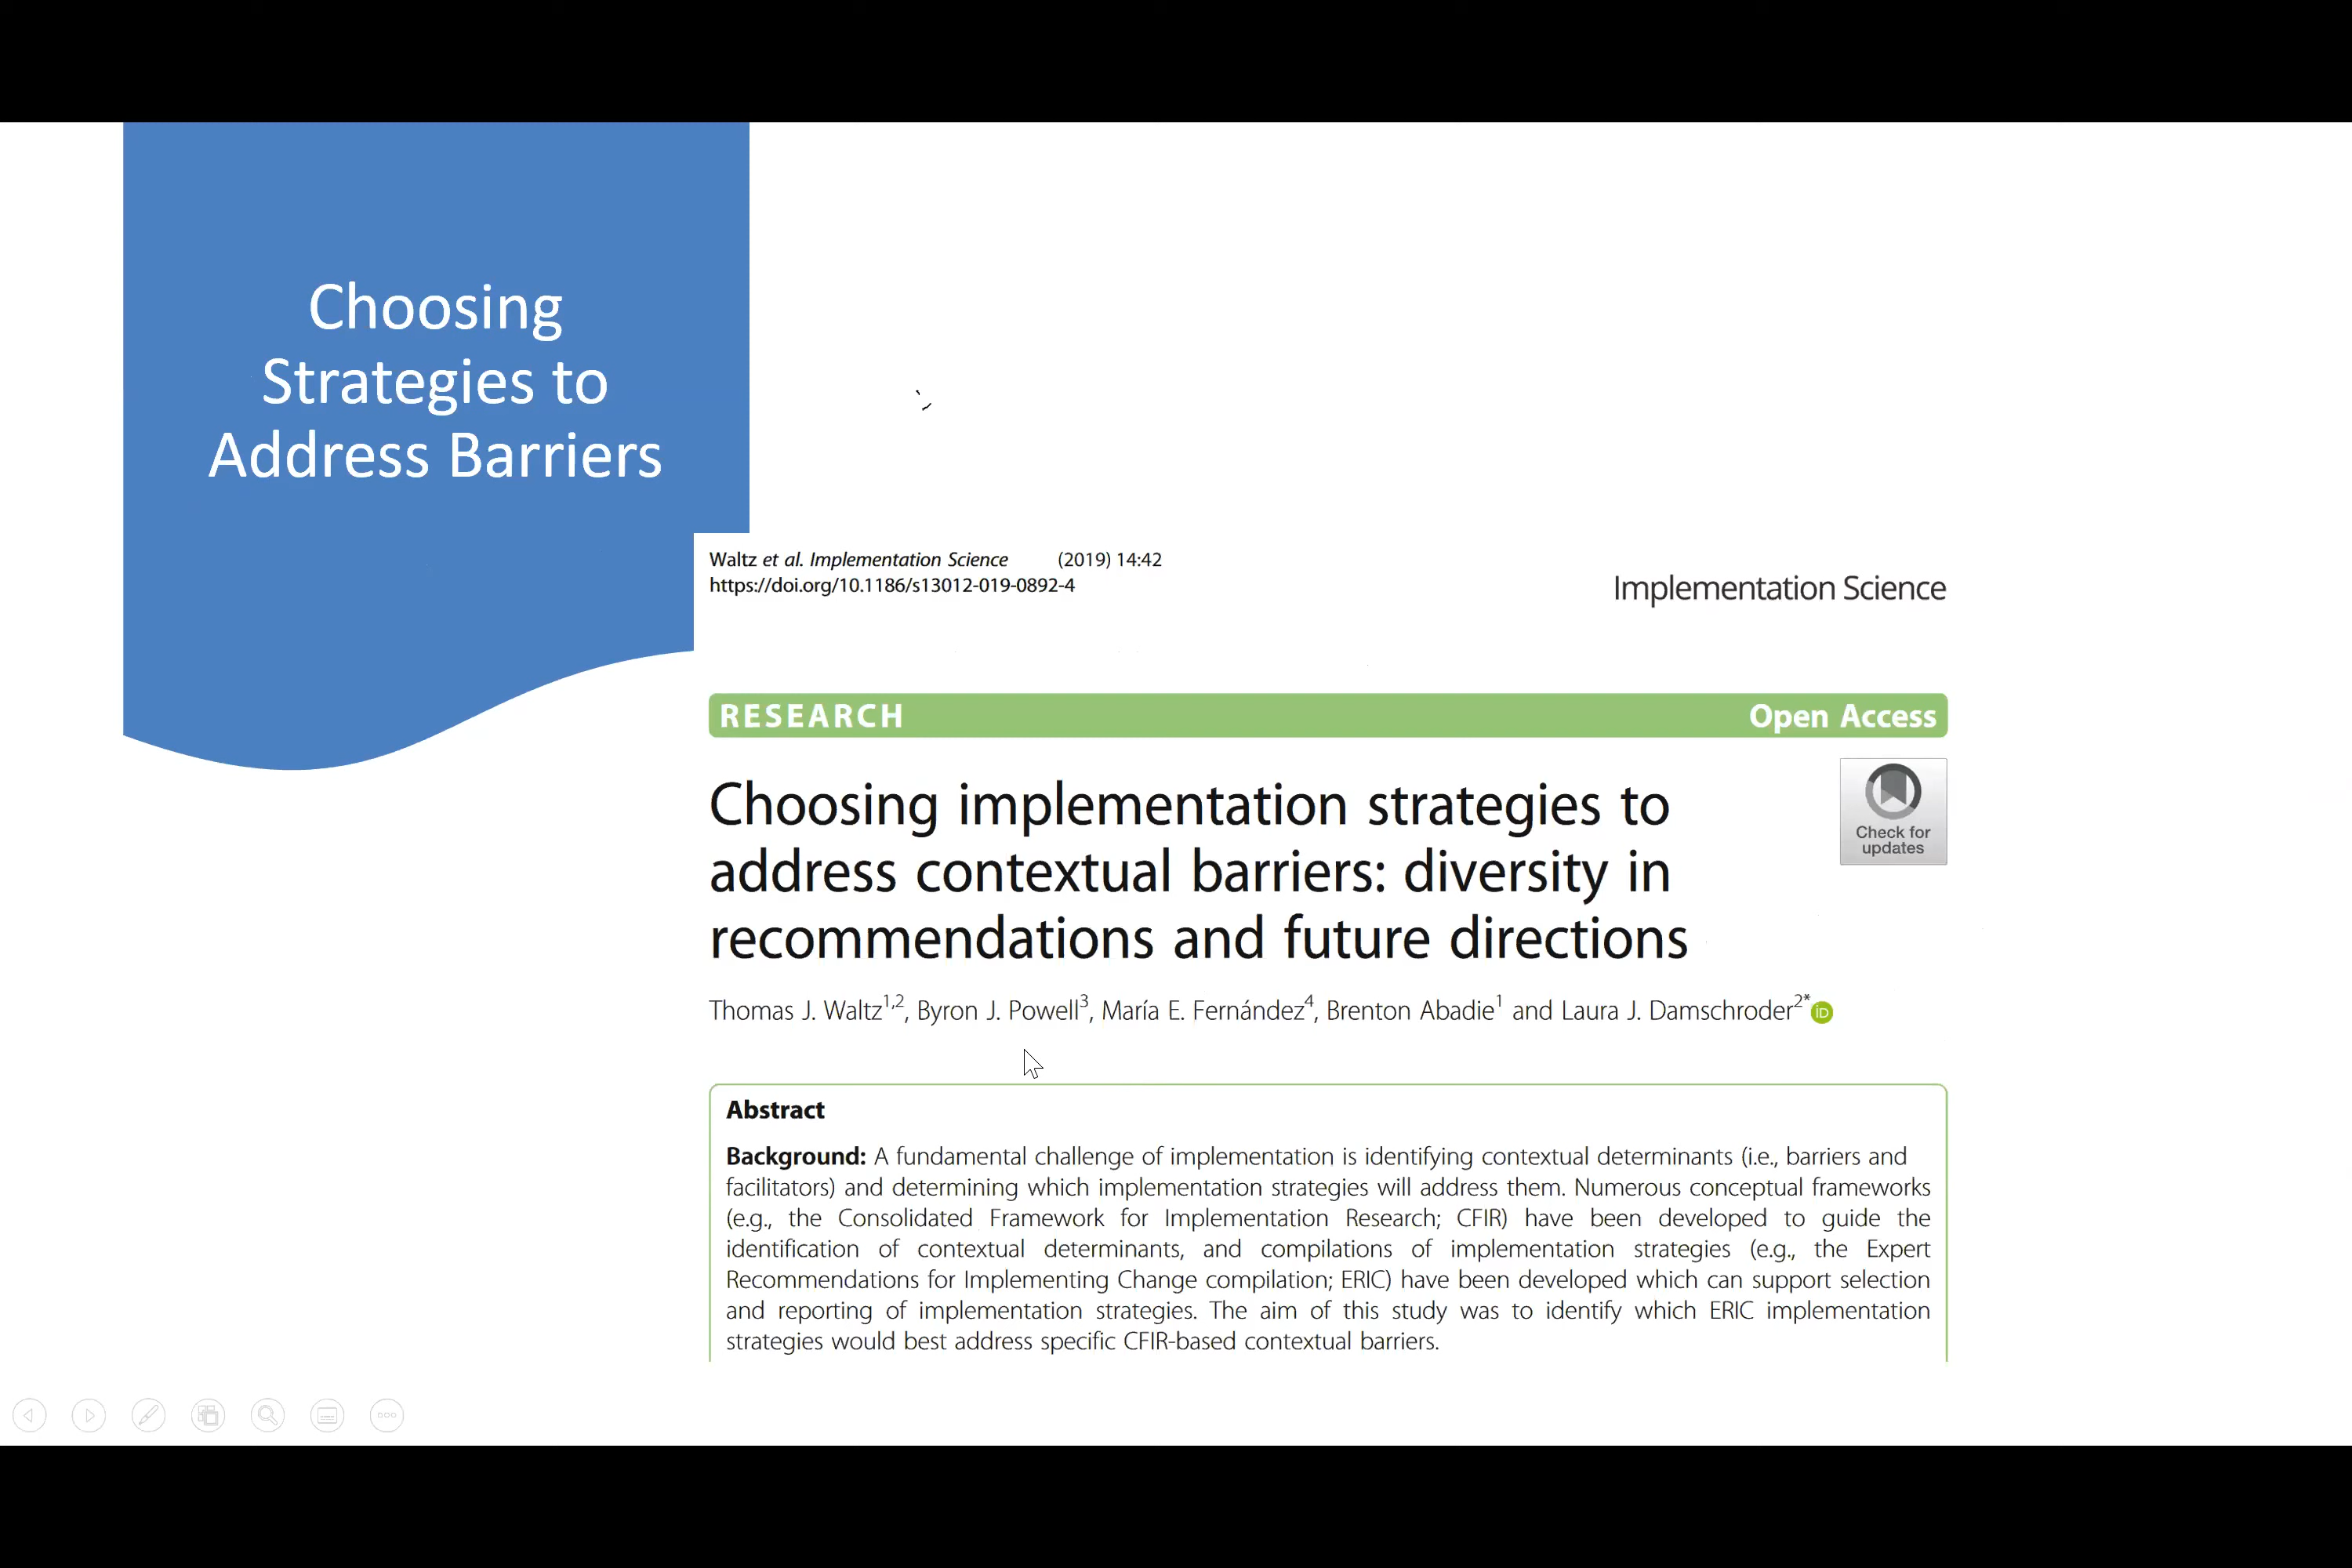 Choosing
Strategies to
Address Barriers
Waltz et al. Implementation Science (2019) 14:42
https://doi.org/10.1186/s13012-019-0892-4
Implementation Science
RESEARCH
Open Access
Choosing implementation strategies to
address contextual barriers: diversity in
recommendations and future directions
Check for
updates
Thomas J. Waltz1,2, Byron J. Powell3, María E. Fernández4, Brenton Abadie1 and Laura J. Damschroder2* iD
Abstract
Background: A fundamental challenge of implementation is identifying contextual determinants (i.e., barriers and
facilitators) and determining which implementation strategies will address them. Numerous conceptual frameworks
(e.g., the Consolidated Framework for Implementation Research; CFIR) have been developed to guide the
identification of contextual determinants, and compilations of implementation strategies (e.g., the Expert
Recommendations for Implementing Change compilation; ERIC) have been developed which can support selection
and reporting of implementation strategies. The aim of this study was to identify which ERIC implementation
strategies would best address specific CFIR-based contextual barriers.